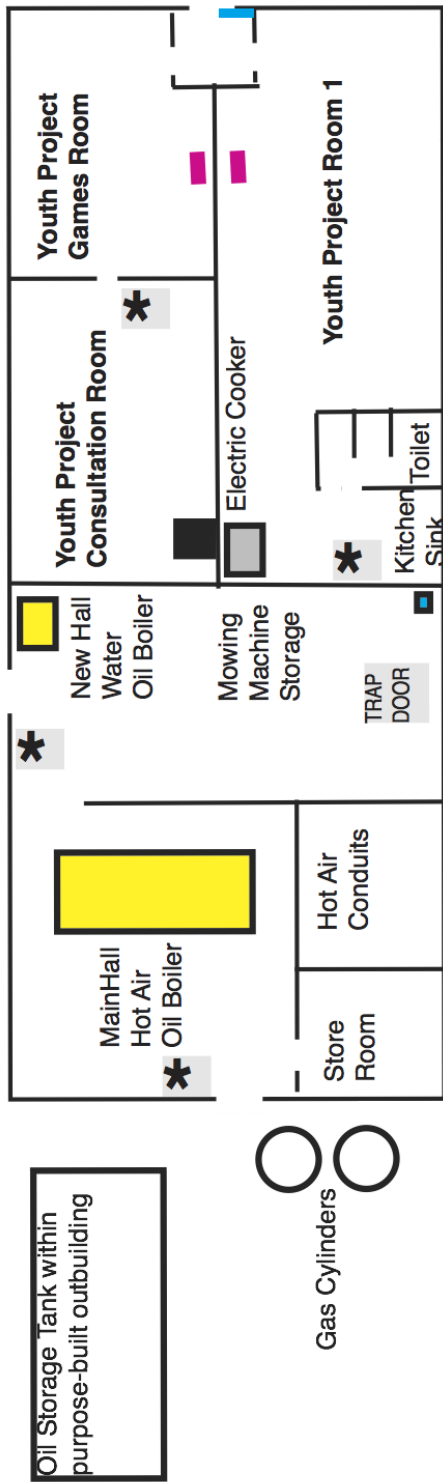 Oil Storage Tank within
purpose-built outbuilding
Gas Cylinders
MainHall
Hot Air
Oil Boiler
Store
Room
Hot Air
Conduits
New Hall
Water
Oil Boiler
Mowing
Machine
Storage
TRAP
DOOR
Youth Project
Consultation Room
Electric Cooker
Kitchen
Sink
Toilet
Youth Project
Games Room
Youth Project Room 1